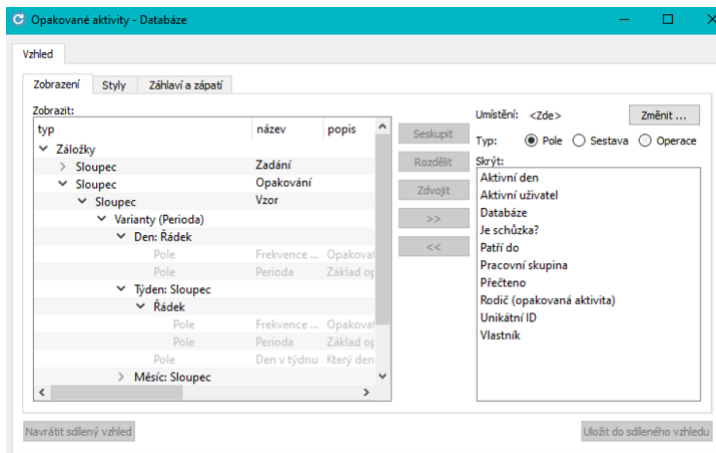 Opakované aktivity - Databáze
Vzhled
Zobrazení Styly Záhlaví a zápatí
Zobrazit:
typ název popis
Záložky
Sloupec Zadání
Sloupec Opakování
Sloupec Vzor
Varianty (Perioda)
Den: Řádek
Pole Frekvence ... Opakovat
Pole Perioda Základ op
Týden: Sloupec
Řádek
Pole Frekvence ... Opakovat
Pole Perioda Základ op
Pole Den v týdnu Který den
Měsíc: Sloupec
Seskupit
Rozdělit
Zdvojit
>>
<<
Umístění: <Zde> Změnit ...
Typ: Pole Sestava Operace
Skrýt:
Aktivní den
Aktivní uživatel
Databáze
Je schůzka?
Patří do
Pracovní skupina
Přečteno
Rodič (opakovaná aktivita)
Unikátní ID
Vlastník
Navrátit sdílený vzhled Uložit do sdíleného vzhledu